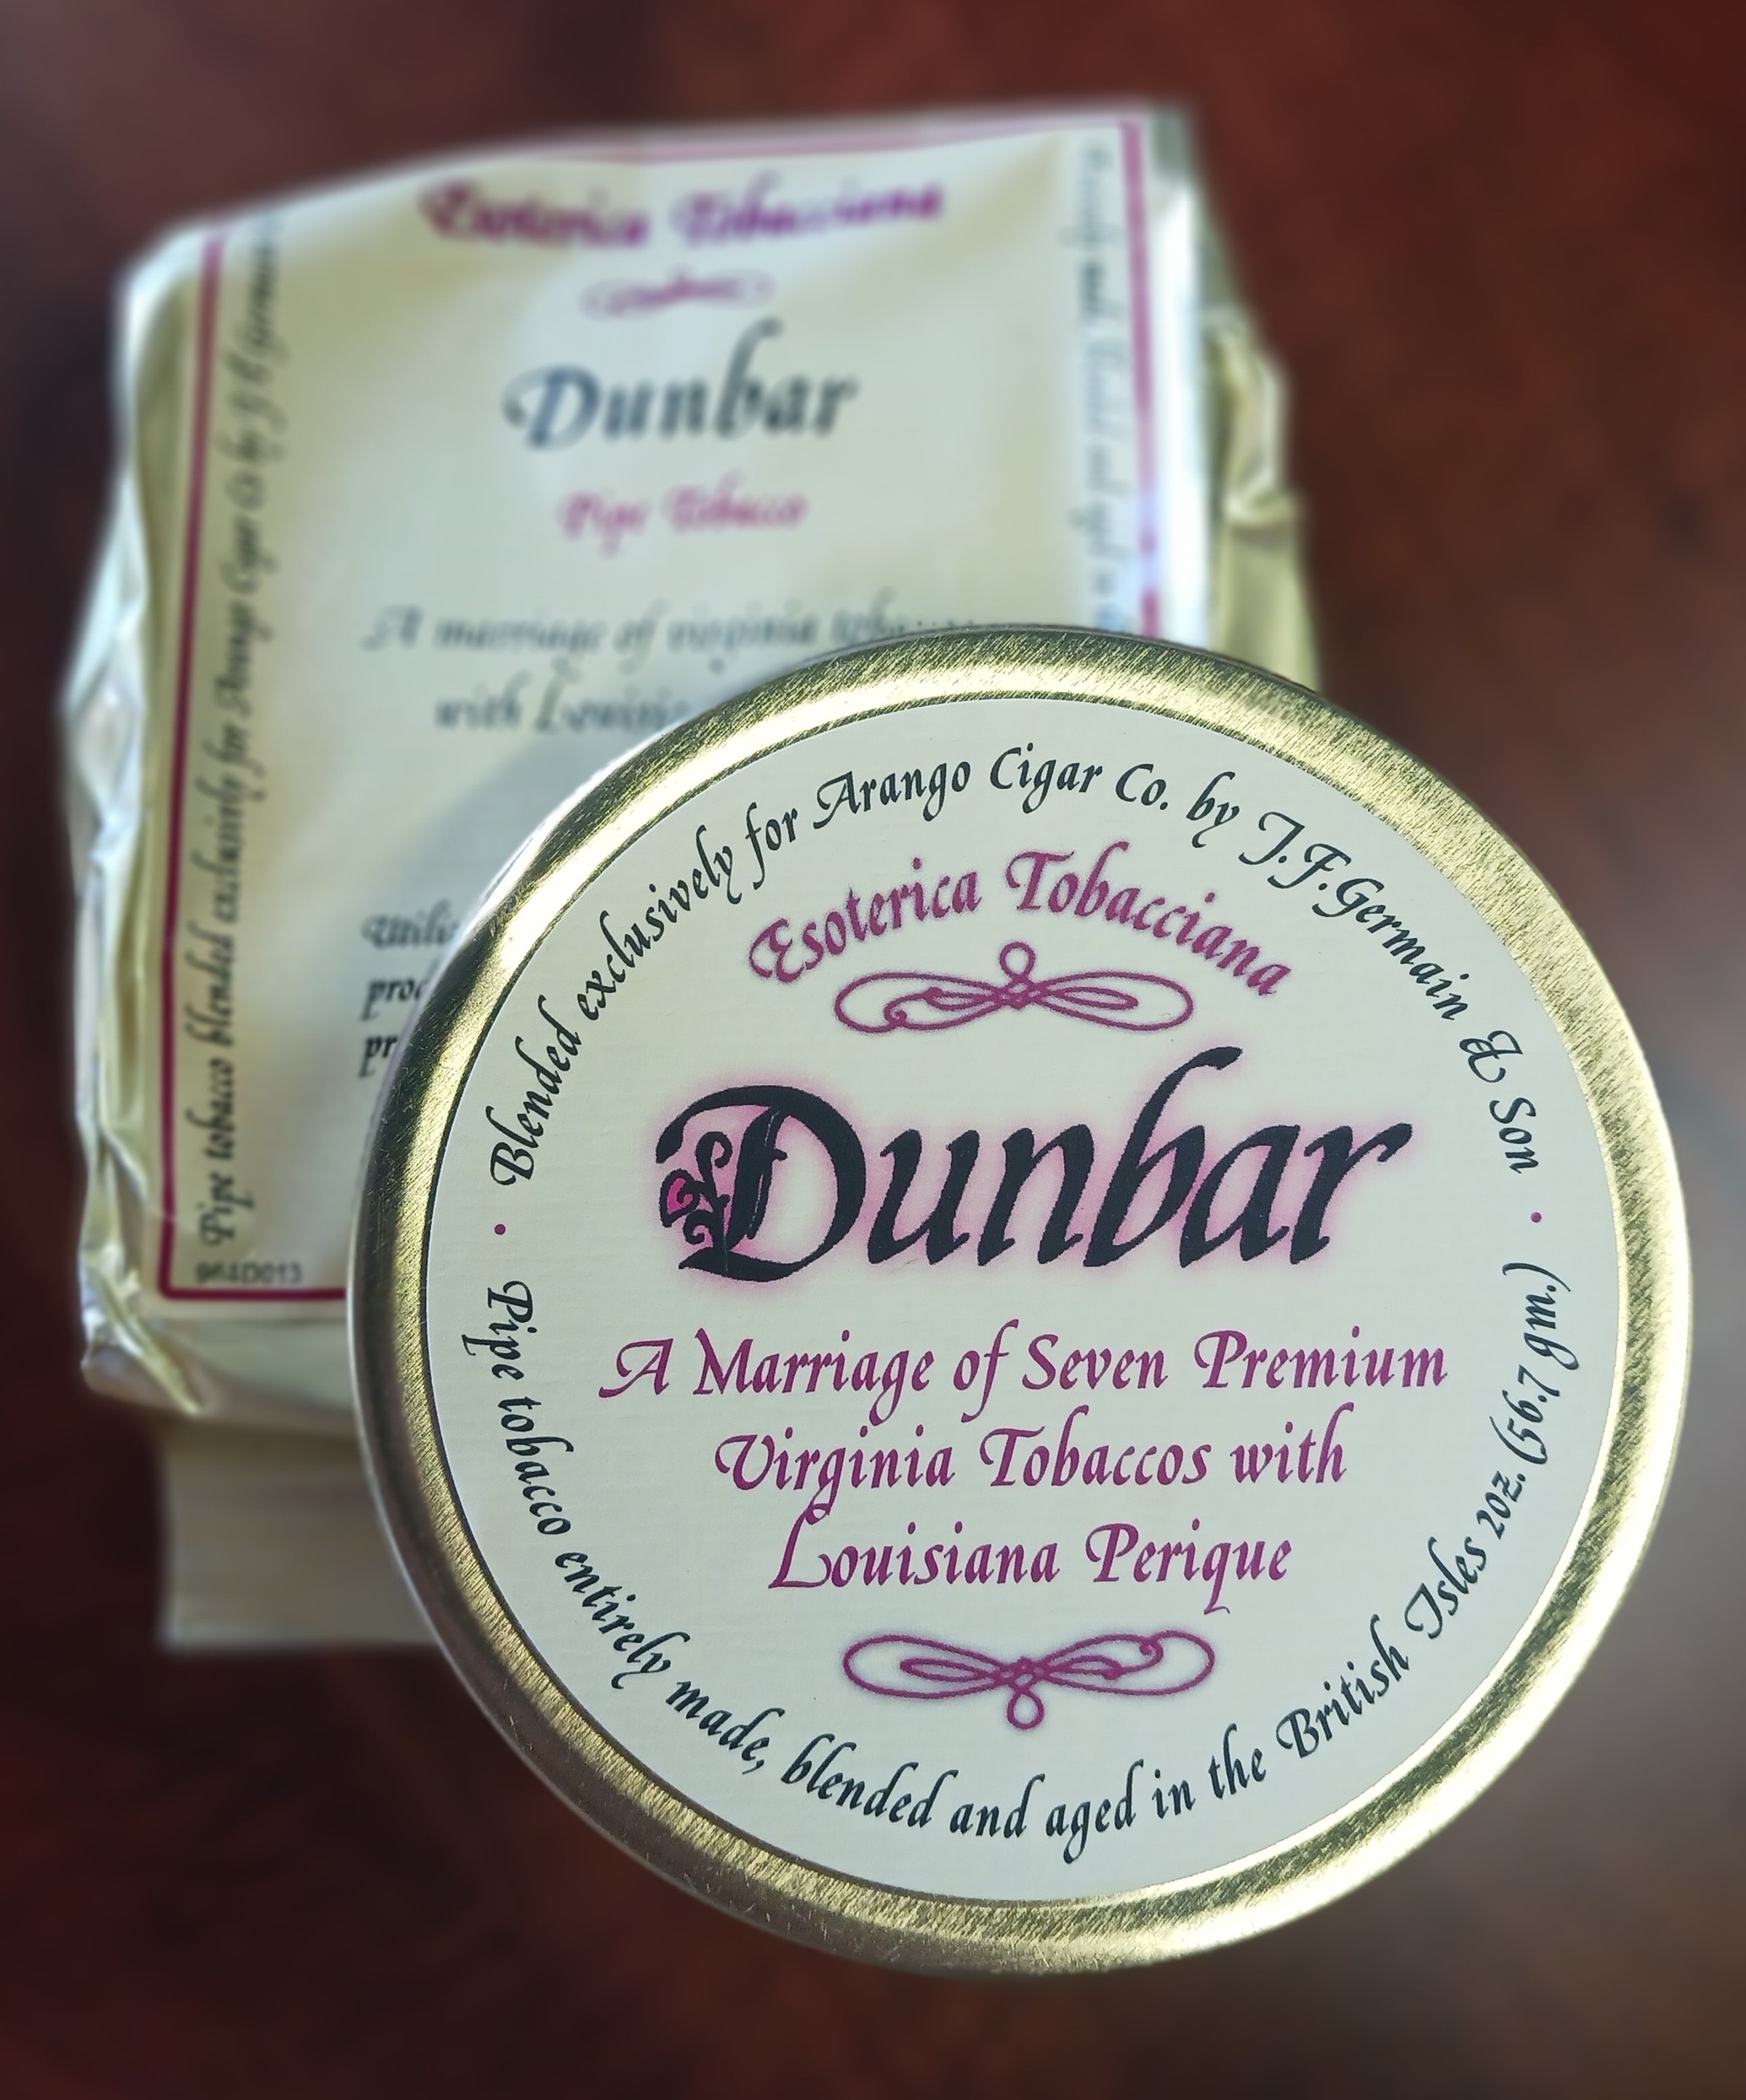 Esoterica Tobacciana
Dunbar
Pipe Tobacco
A marriage of virginia
with
Pipe tobacco blended exclusively for Arango Cigar Co by J F Germain
Blended exclusively for Arango Cigar Co. by J.F.Germain & Son
Esoterica Tobacciana
Dunbar
A Marriage of Seven Premium
Virginia Tobaccos with
Louisiana Perique
Pipe tobacco entirely made, blended and aged in the British Isles 2oz. (56.7 gm.)